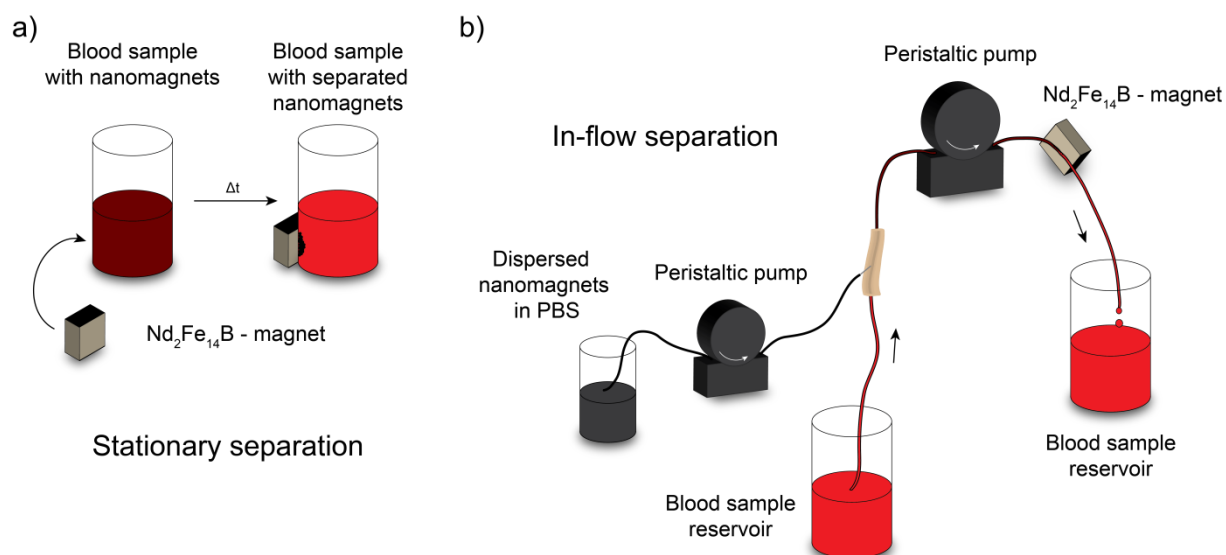 a)
Blood sample
with nanomagnets
Blood sample
with separated
nanomagnets
Δt
Nd₂Fe₁₄B - magnet
Stationary separation
b)
Peristaltic pump
Nd₂Fe₁₄B - magnet
In-flow separation
Dispersed
nanomagnets
in PBS
Peristaltic pump
Blood sample
reservoir
Blood sample
reservoir